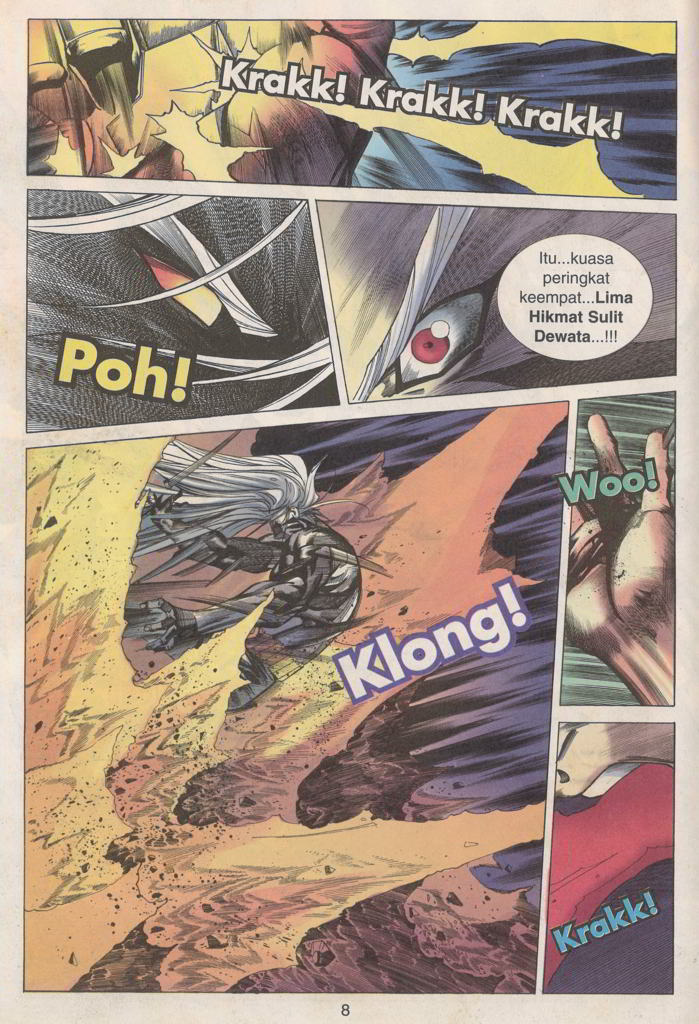 Krakk! Krakk! Krakk!
Poh!
Itu...kuasa
peringkat
keempat...Lima
Hikmat Sulit
Dewata...!!!
Klong!
Woo!
Krakk!
8